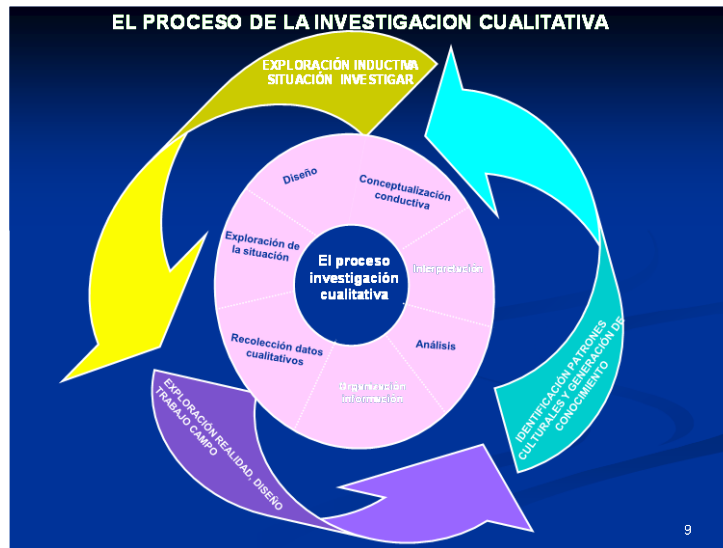 EL PROCESO DE LA INVESTIGACION CUALITATIVA
EXPLORACIÓN INDUCTIVA
SITUACIÓN INVESTIGAR
Diseño
Conceptualización
conductiva
Exploración de
la situación
El proceso
investigación
cualitativa
Interpretación
Recolección datos
cualitativos
Análisis
Organización
información
EXPLORACIÓN REALIDAD, DISEÑO
TRABAJO CAMPO
IDENTIFICACIÓN PATRONES
CULTURALES Y GENERACIÓN DE
CONOCIMIENTO
9